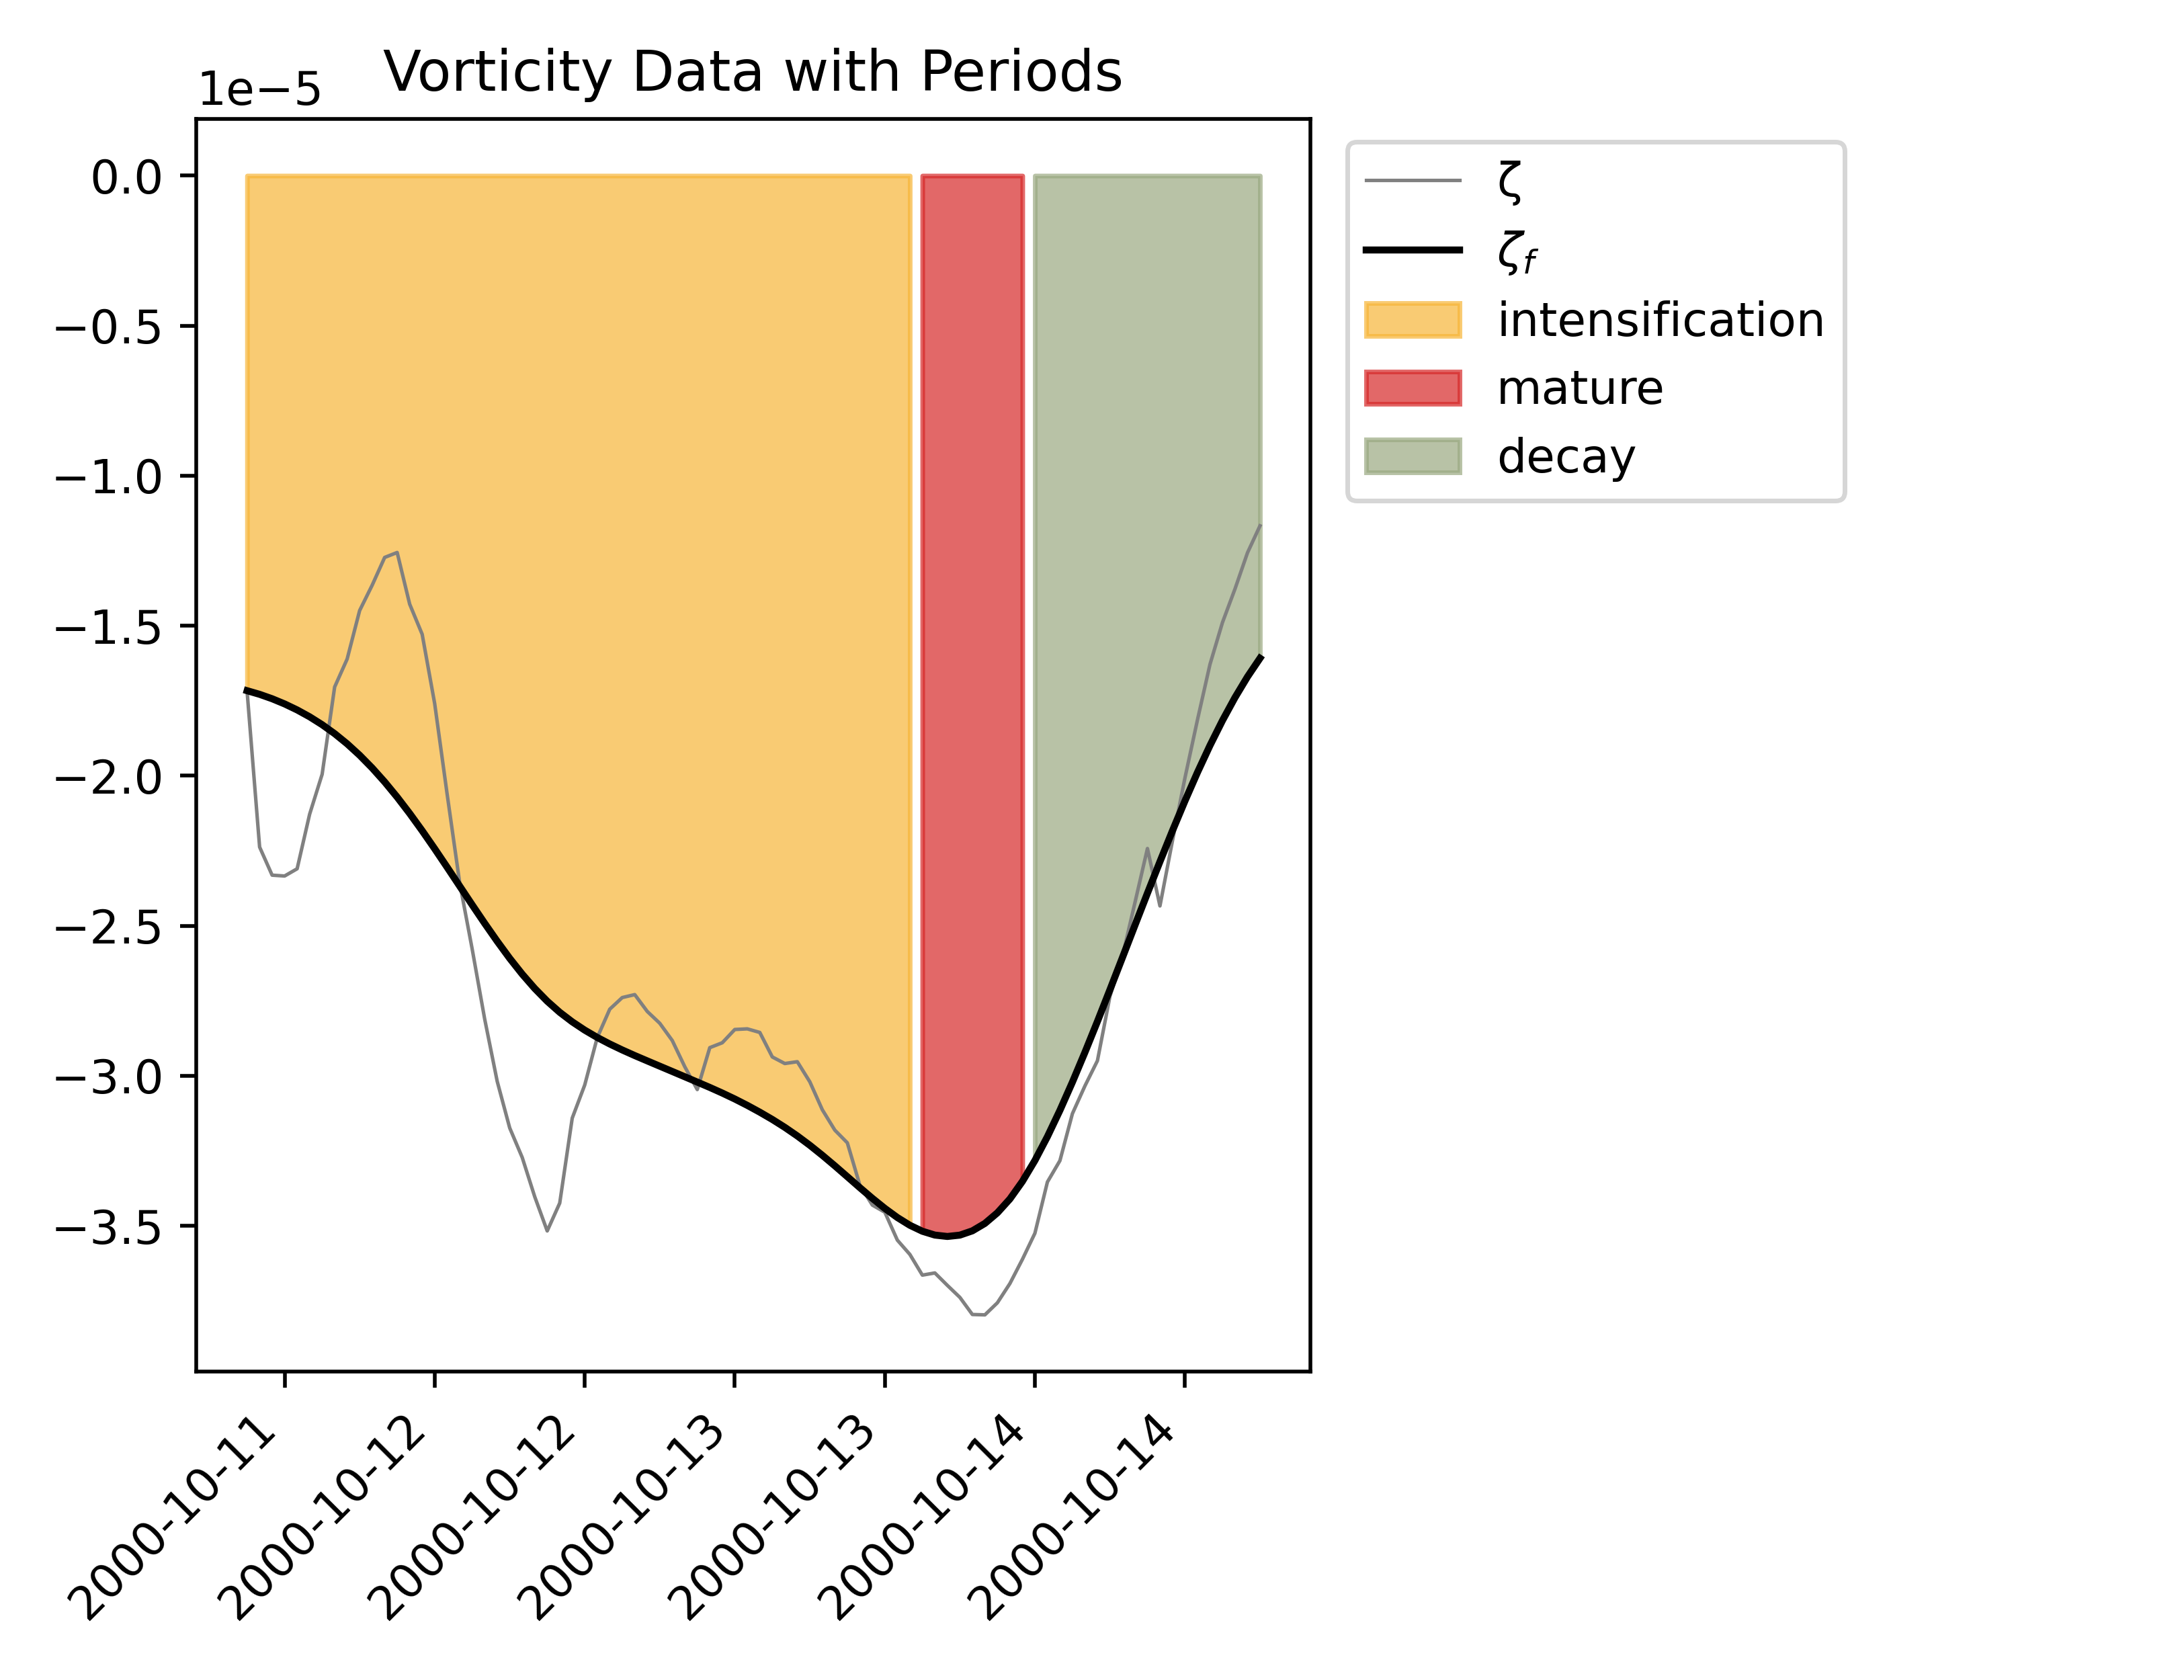 Vorticity Data with Periods
1e−5
0.0
−0.5
−1.0
−1.5
−2.0
−2.5
−3.0
−3.5
2000-10-11
2000-10-12
2000-10-12
2000-10-13
2000-10-13
2000-10-14
2000-10-14
ζ
ζf
intensification
mature
decay